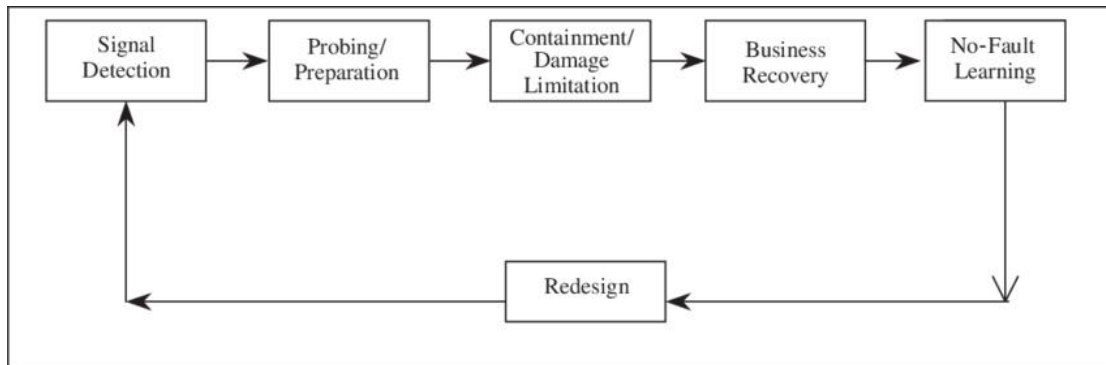 Signal
Detection
Probing/
Preparation
Containment/
Damage
Limitation
Business
Recovery
No-Fault
Learning
Redesign